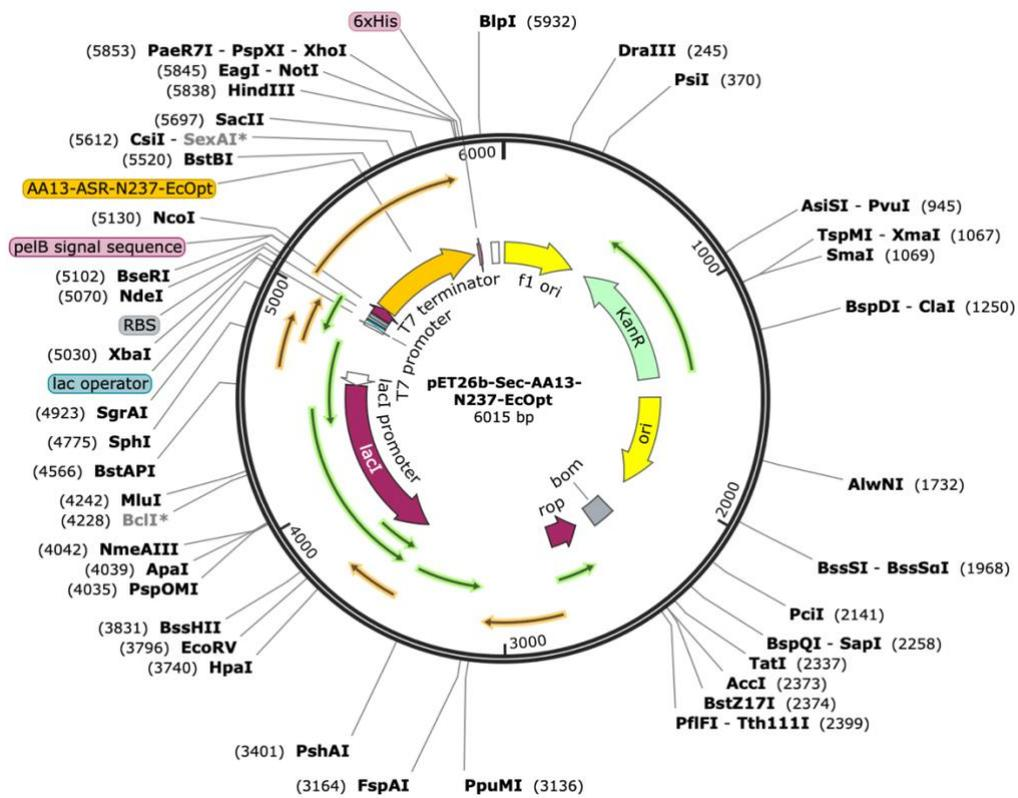 6xHis
BlpI (5932)
(5853) PaeR7I - PspXI - XhoI
(5845) EagI - NotI
(5838) HindIII
(5697) SacII
(5612) CsiI - SexAI*
(5520) BstBI
AA13-ASR-N237-EcOpt
(5130) NcoI
pelB signal sequence
(5102) BseRI
(5070) NdeI
RBS
(5030) XbaI
lac operator
(4923) SgrAI
(4775) SphI
(4566) BstAPI
(4242) MluI
(4228) BclI*
(4042) NmeAIII
(4039) ApaI
(4035) PspOMI
(3831) BssHII
(3796) EcoRV
(3740) HpaI
(3401) PshAI
(3164) FspAI
PpuMI (3136)
DraIII (245)
PsiI (370)
AsiSI - PvuI (945)
TspMI - XmaI (1067)
SmaI (1069)
BspDI - ClaI (1250)
AlwNI (1732)
BssSI - BssSαI (1968)
PciI (2141)
BspQI - SapI (2258)
TatI (2337)
AccI (2373)
BstZ17I (2374)
PflFI - Tth111I (2399)
6000
1000
2000
3000
4000
5000
T7 terminator
f1 ori
KanR
ori
bom
rop
lacI
lacI promoter
T7 promoter
pET26b-Sec-AA13-
N237-EcOpt
6015 bp